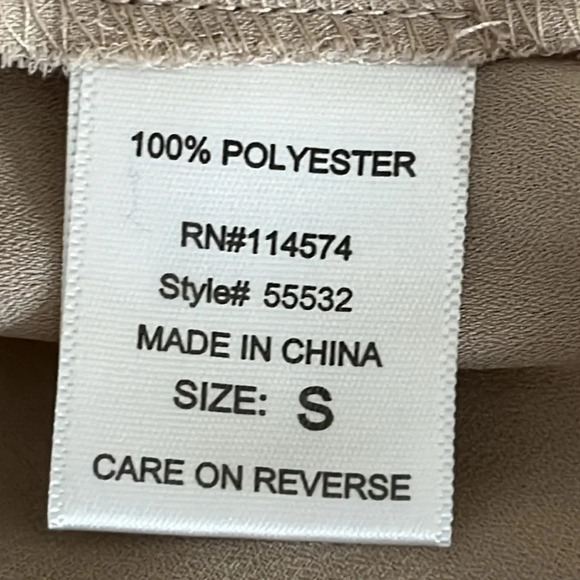 100% POLYESTER
RN#114574
Style# 55532
MADE IN CHINA
SIZE: S
CARE ON REVERSE